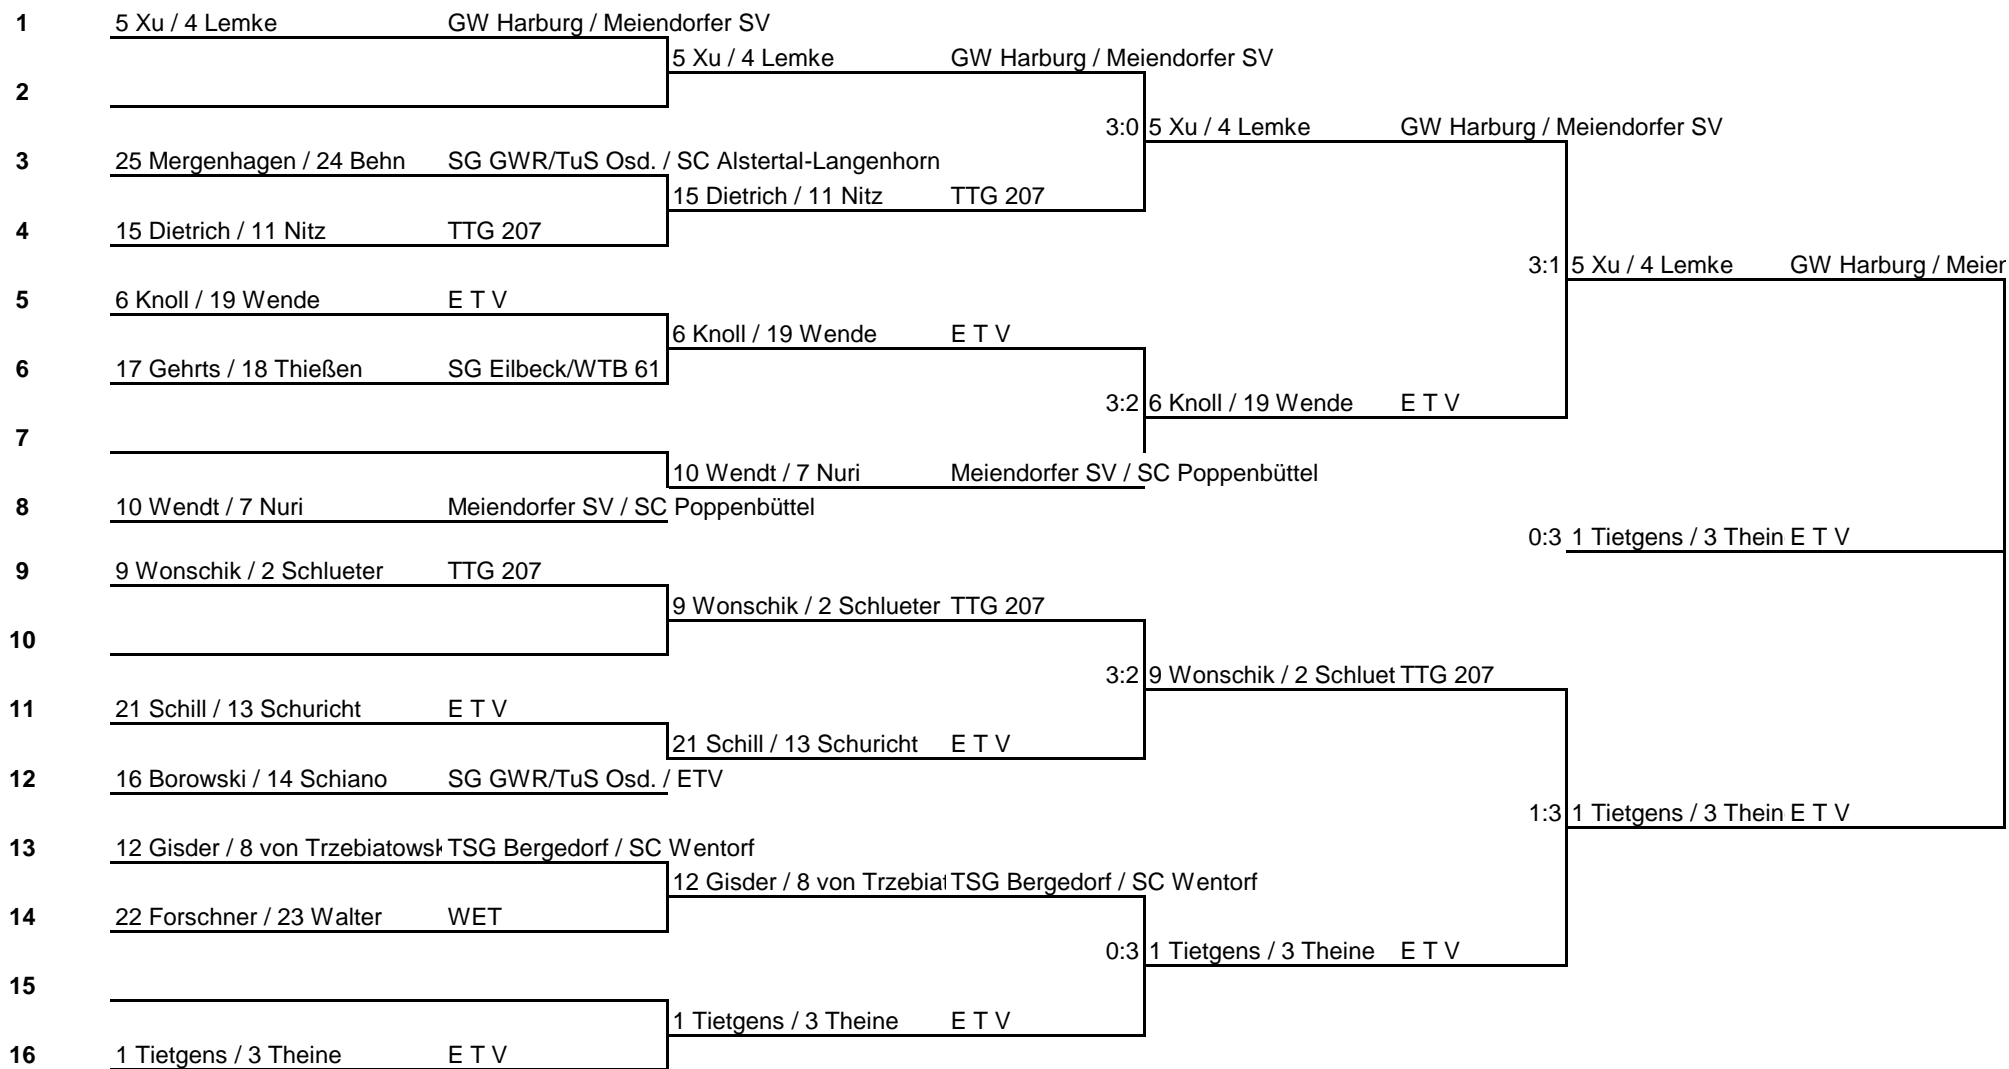 1 5 Xu / 4 Lemke GW Harburg / Meiendorfer SV
5 Xu / 4 Lemke GW Harburg / Meiendorfer SV
2
3:0 5 Xu / 4 Lemke GW Harburg / Meiendorfer SV
3 25 Mergenhagen / 24 Behn SG GWR/TuS Osd. / SC Alstertal-Langenhorn
15 Dietrich / 11 Nitz TTG 207
4 15 Dietrich / 11 Nitz TTG 207
3:1 5 Xu / 4 Lemke GW Harburg / Meier
5 6 Knoll / 19 Wende E T V
6 Knoll / 19 Wende E T V
6 17 Gehrts / 18 Thießen SG Eilbeck/WTB 61
3:2 6 Knoll / 19 Wende E T V
7
10 Wendt / 7 Nuri Meiendorfer SV / SC Poppenbüttel
8 10 Wendt / 7 Nuri Meiendorfer SV / SC Poppenbüttel
0:3 1 Tietgens / 3 Thein E T V
9 9 Wonschik / 2 Schlueter TTG 207
9 Wonschik / 2 Schlueter TTG 207
10
3:2 9 Wonschik / 2 Schluet TTG 207
11 21 Schill / 13 Schuricht E T V
21 Schill / 13 Schuricht E T V
12 16 Borowski / 14 Schiano SG GWR/TuS Osd. / ETV
1:3 1 Tietgens / 3 Thein E T V
13 12 Gisder / 8 von Trzebiatowsk TSG Bergedorf / SC Wentorf
12 Gisder / 8 von Trzebiat TSG Bergedorf / SC Wentorf
14 22 Forschner / 23 Walter WET
0:3 1 Tietgens / 3 Theine E T V
15
1 Tietgens / 3 Theine E T V
16 1 Tietgens / 3 Theine E T V